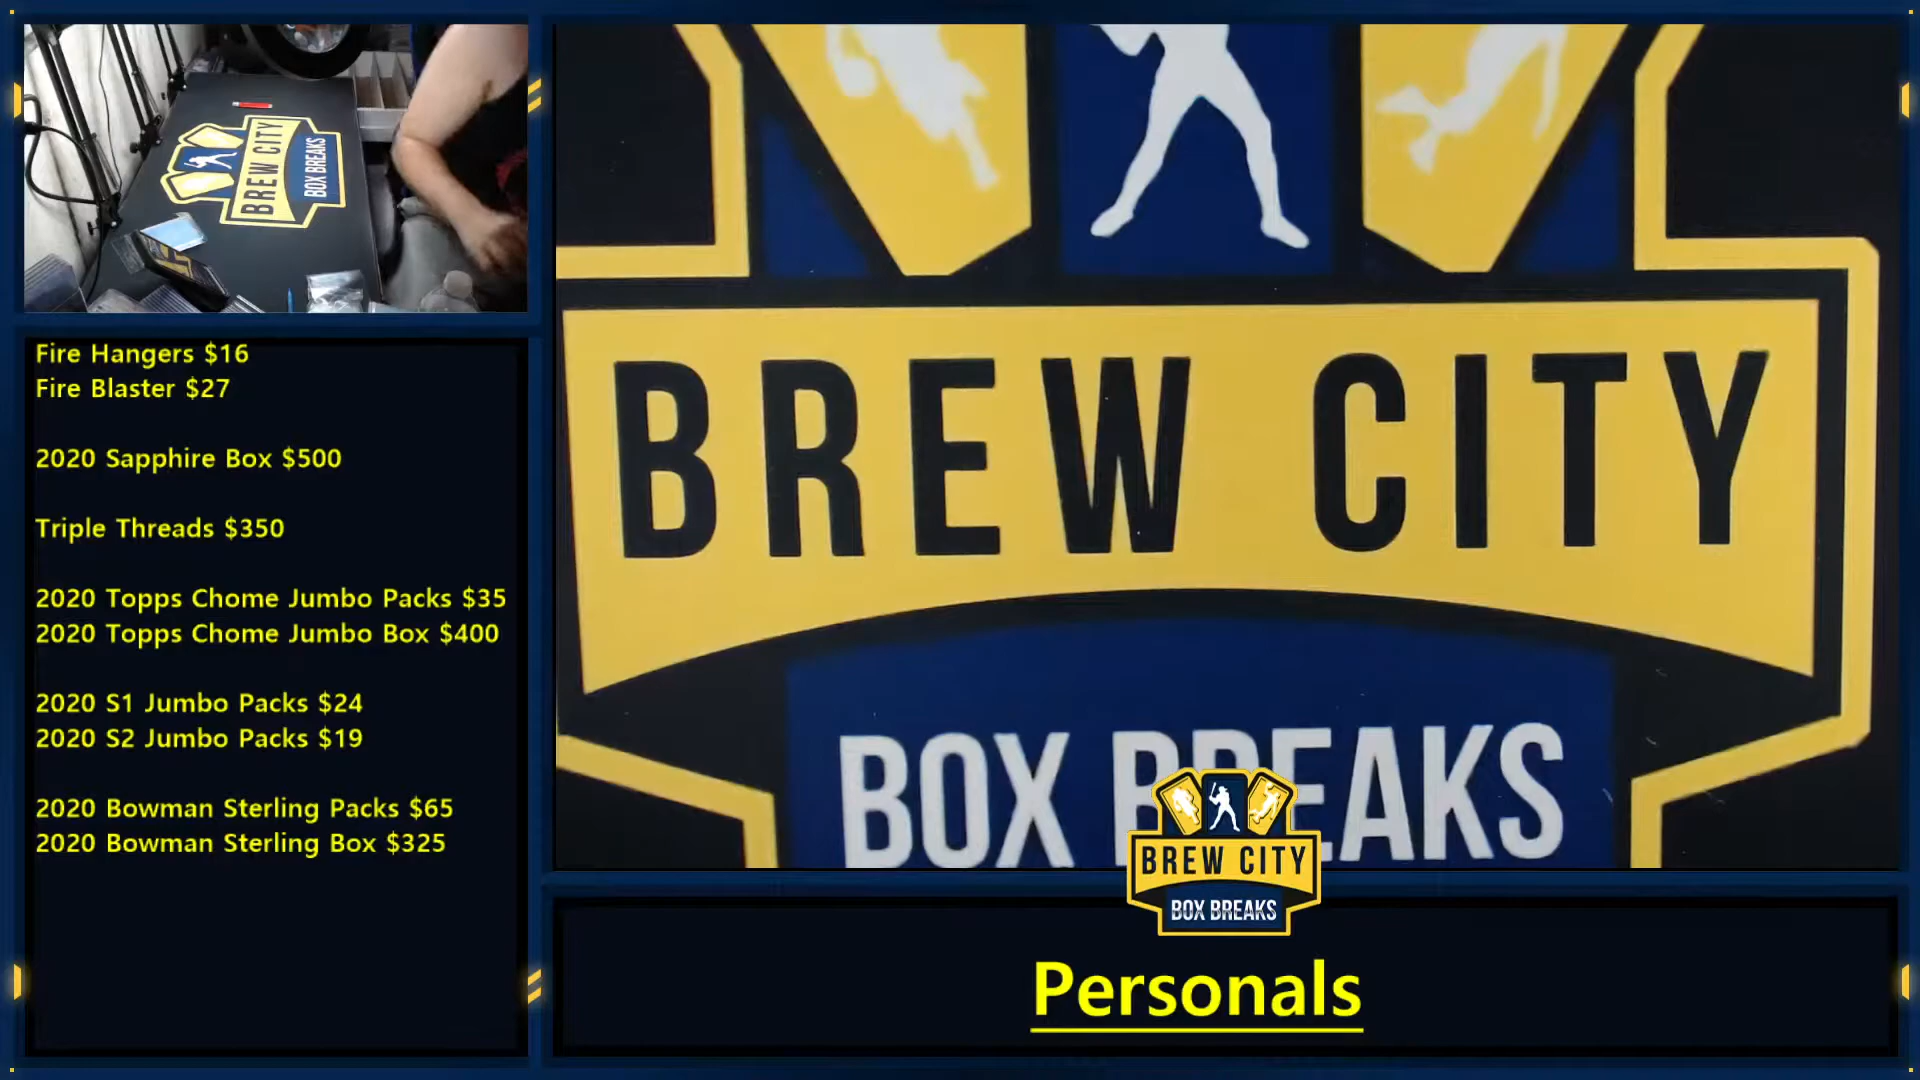 BREW CITY
BOX BREAKS
Fire Hangers $16
Fire Blaster $27
2020 Sapphire Box $500
Triple Threads $350
2020 Topps Chome Jumbo Packs $35
2020 Topps Chome Jumbo Box $400
2020 S1 Jumbo Packs $24
2020 S2 Jumbo Packs $19
2020 Bowman Sterling Packs $65
2020 Bowman Sterling Box $325
BREW CITY
BOX BREAKS
BREW CITY
BOX BREAKS
Personals